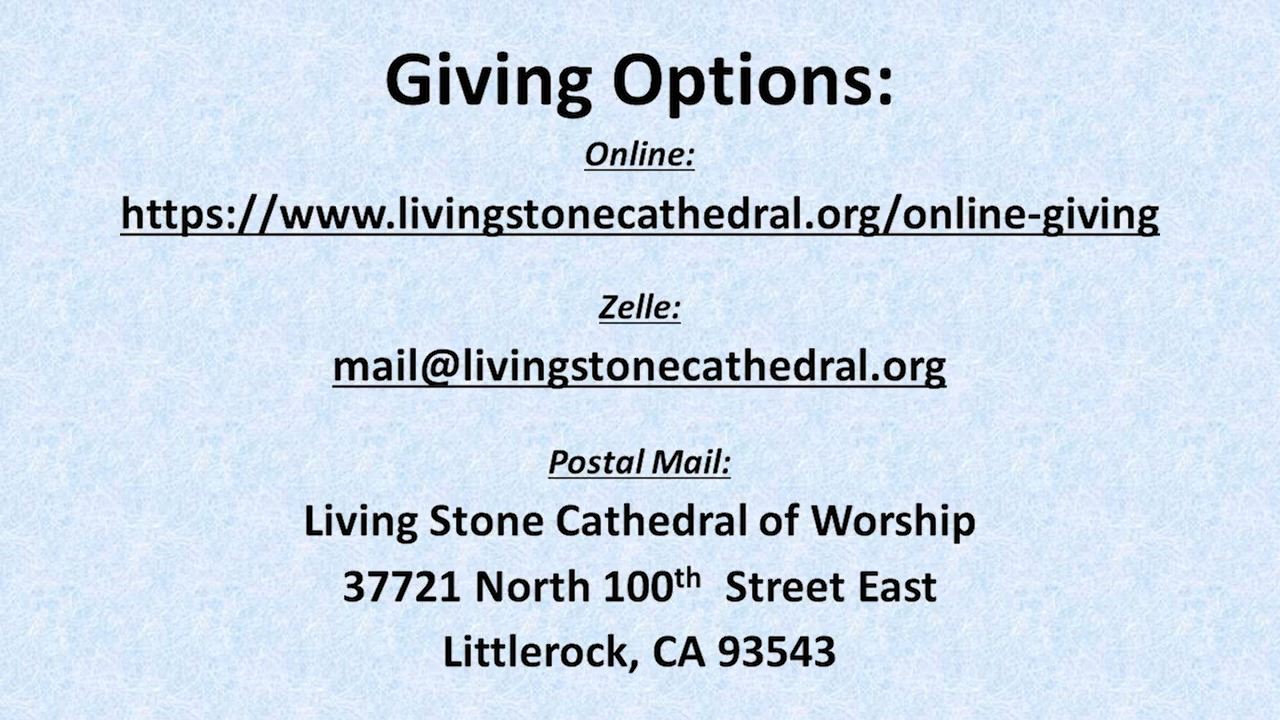 Giving Options:
Online:
https://www.livingstonecathedral.org/online-giving
Zelle:
mail@livingstonecathedral.org
Postal Mail:
Living Stone Cathedral of Worship
37721 North 100th Street East
Littlerock, CA 93543